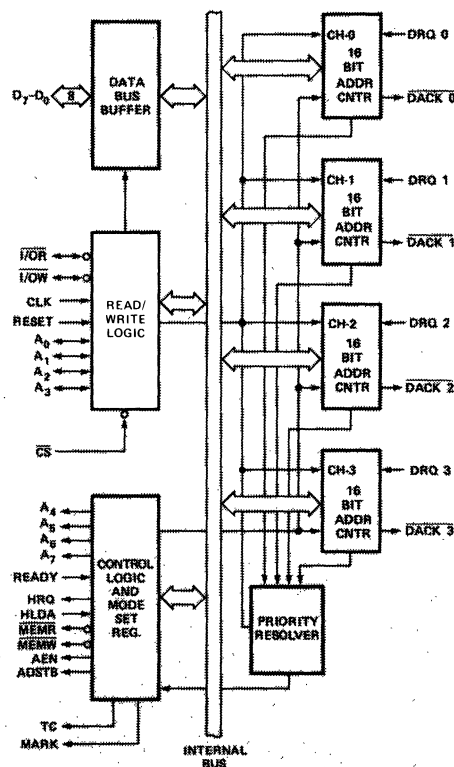 DATA
BUS
BUFFER
D7-D0
8
I/OR
I/OW
CLK
RESET
A0
A1
A2
A3
READ/
WRITE
LOGIC
CS
A4
A5
A6
A7
READY
HRQ
HLDA
MEMR
MEMW
AEN
ADSTB
TC
MARK
CONTROL
LOGIC
AND
MODE
SET
REG.
INTERNAL
BUS
CH-0
16
BIT
ADDR
CNTR
DRQ 0
DACK 0
CH-1
16
BIT
ADDR
CNTR
DRQ 1
DACK 1
CH-2
16
BIT
ADDR
CNTR
DRQ 2
DACK 2
CH-3
16
BIT
ADDR
CNTR
DRQ 3
DACK 3
PRIORITY
RESOLVER